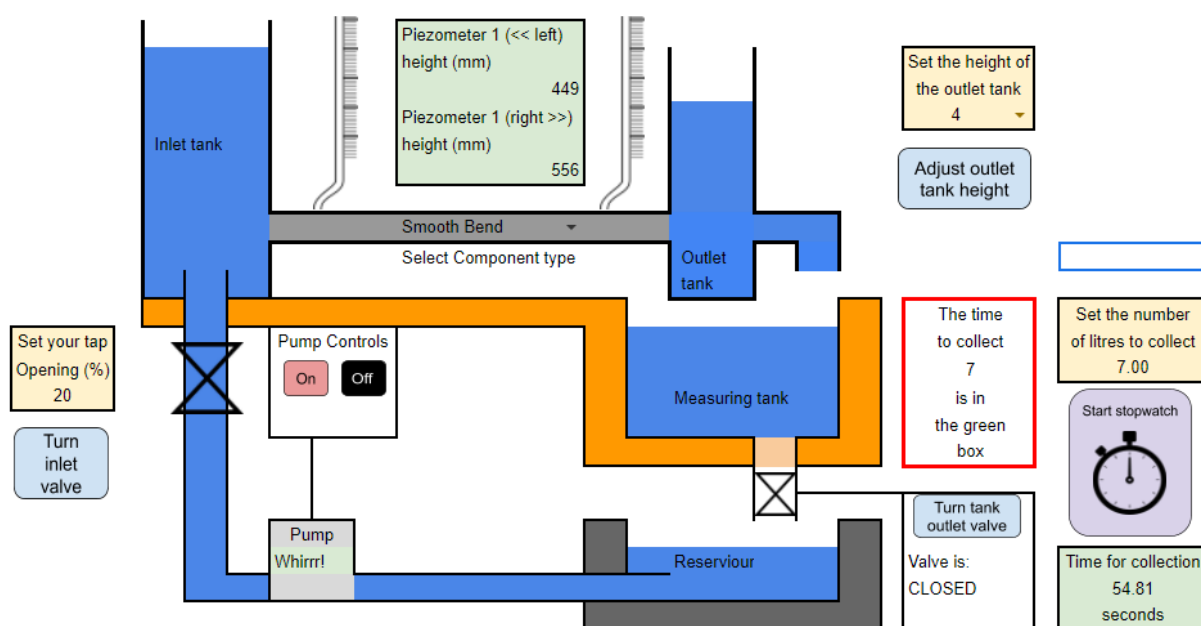 Piezometer 1 (<< left)
height (mm)
449
Piezometer 1 (right >>)
height (mm)
556
Set the height of
the outlet tank
4
Adjust outlet
tank height
Inlet tank
Smooth Bend
Select Component type
Outlet
tank
Set your tap
Opening (%)
20
Turn
inlet
valve
Pump Controls
On
Off
Measuring tank
The time
to collect
7
is in
the green
box
Set the number
of litres to collect
7.00
Start stopwatch
Pump
Whirrr!
Reserviour
Turn tank
outlet valve
Valve is:
CLOSED
Time for collection
54.81
seconds